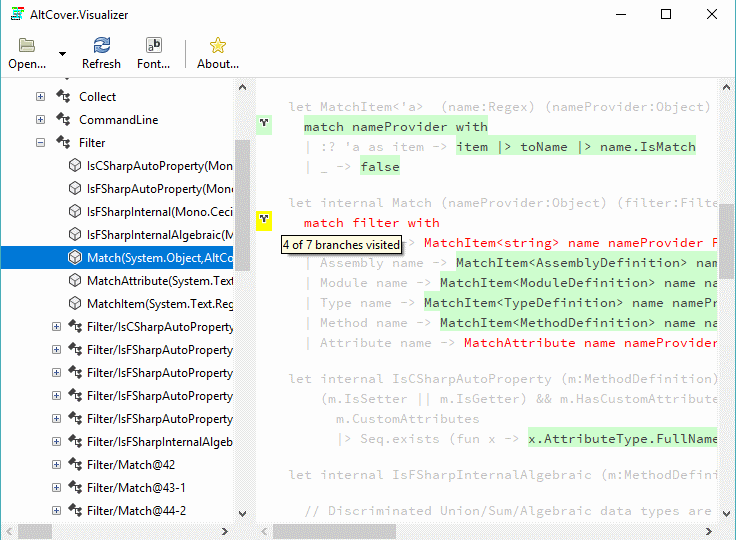 AltCover.Visualizer
Open... Refresh Font... About...
Collect
CommandLine
Filter
IsCSharpAutoProperty(Mono
IsFSharpAutoProperty(Mono
IsFSharpInternal(Mono.Ceci
IsFSharpInternalAlgebraic(M
Match(System.Object,AltCo
MatchAttribute(System.Text
MatchItem(System.Text.Reg
Filter/IsCSharpAutoProperty
Filter/IsFSharpAutoProperty
Filter/IsFSharpAutoProperty
Filter/IsFSharpAutoProperty
Filter/IsFSharpAutoProperty
Filter/IsFSharpInternalAlgeb
Filter/Match@42
Filter/Match@43-1
Filter/Match@44-2
let MatchItem<'a> (name:Regex) (nameProvider:Object)
match nameProvider with
| :? 'a as item -> item |> toName |> name.IsMatch
| _ -> false
let internal Match (nameProvider:Object) (filter:Filte
match filter with
4 of 7 branches visited
> MatchItem<string> name nameProvider F
| Assembly name -> MatchItem<AssemblyDefinition> nam
| Module name -> MatchItem<ModuleDefinition> name na
| Type name -> MatchItem<TypeDefinition> name namePr
| Method name -> MatchItem<MethodDefinition> name na
| Attribute name -> MatchAttribute name nameProvider
let internal IsCSharpAutoProperty (m:MethodDefinition)
(m.IsSetter || m.IsGetter) && m.HasCustomAttribute
m.CustomAttributes
|> Seq.exists (fun x -> x.AttributeType.FullName
let internal IsFSharpInternalAlgebraic (m:MethodDefini
// Discriminated Union/Sum/Algebraic data types are